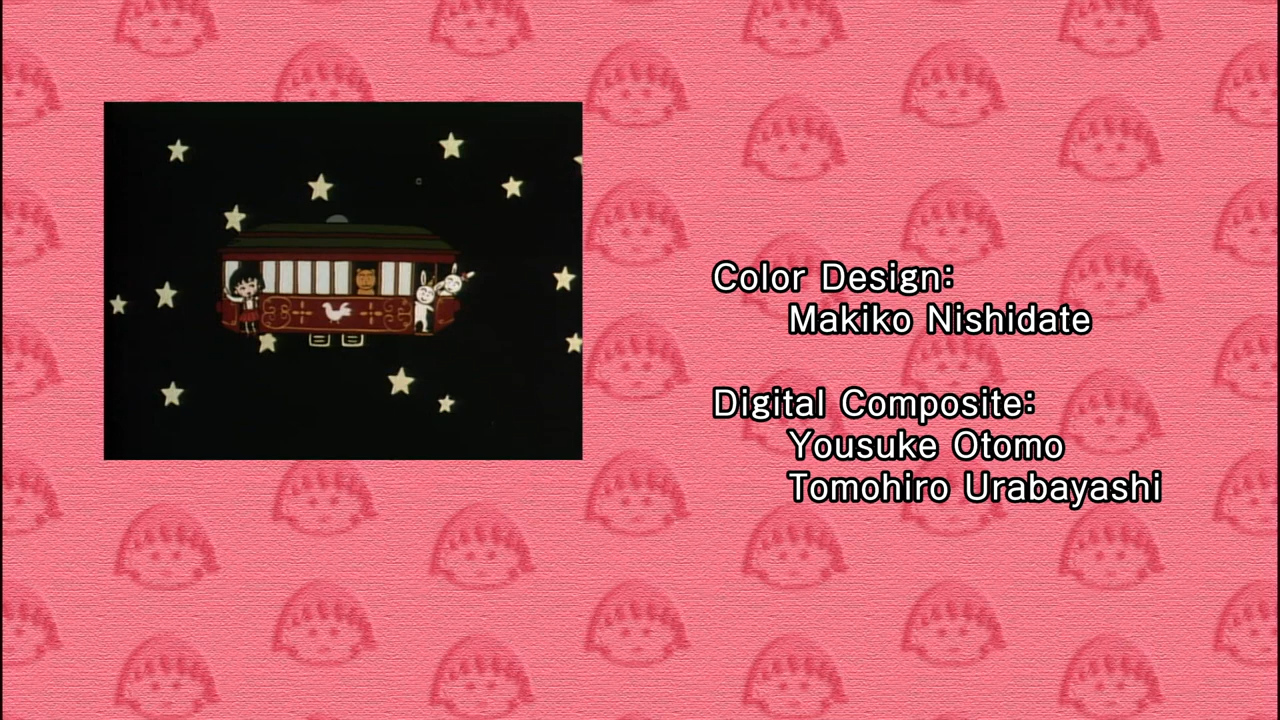 Color Design:
Makiko Nishidate
Digital Composite:
Yousuke Otomo
Tomohiro Urabayashi